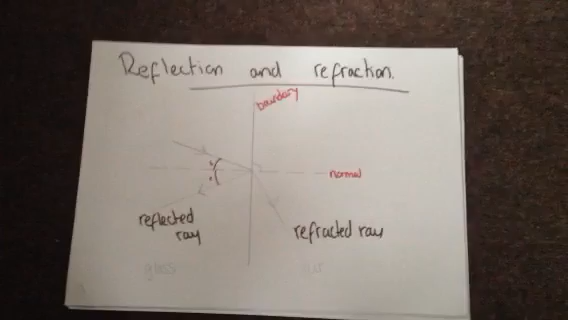 Reflection and refraction.
boundary
normal
reflected
ray
refracted ray
glass
air